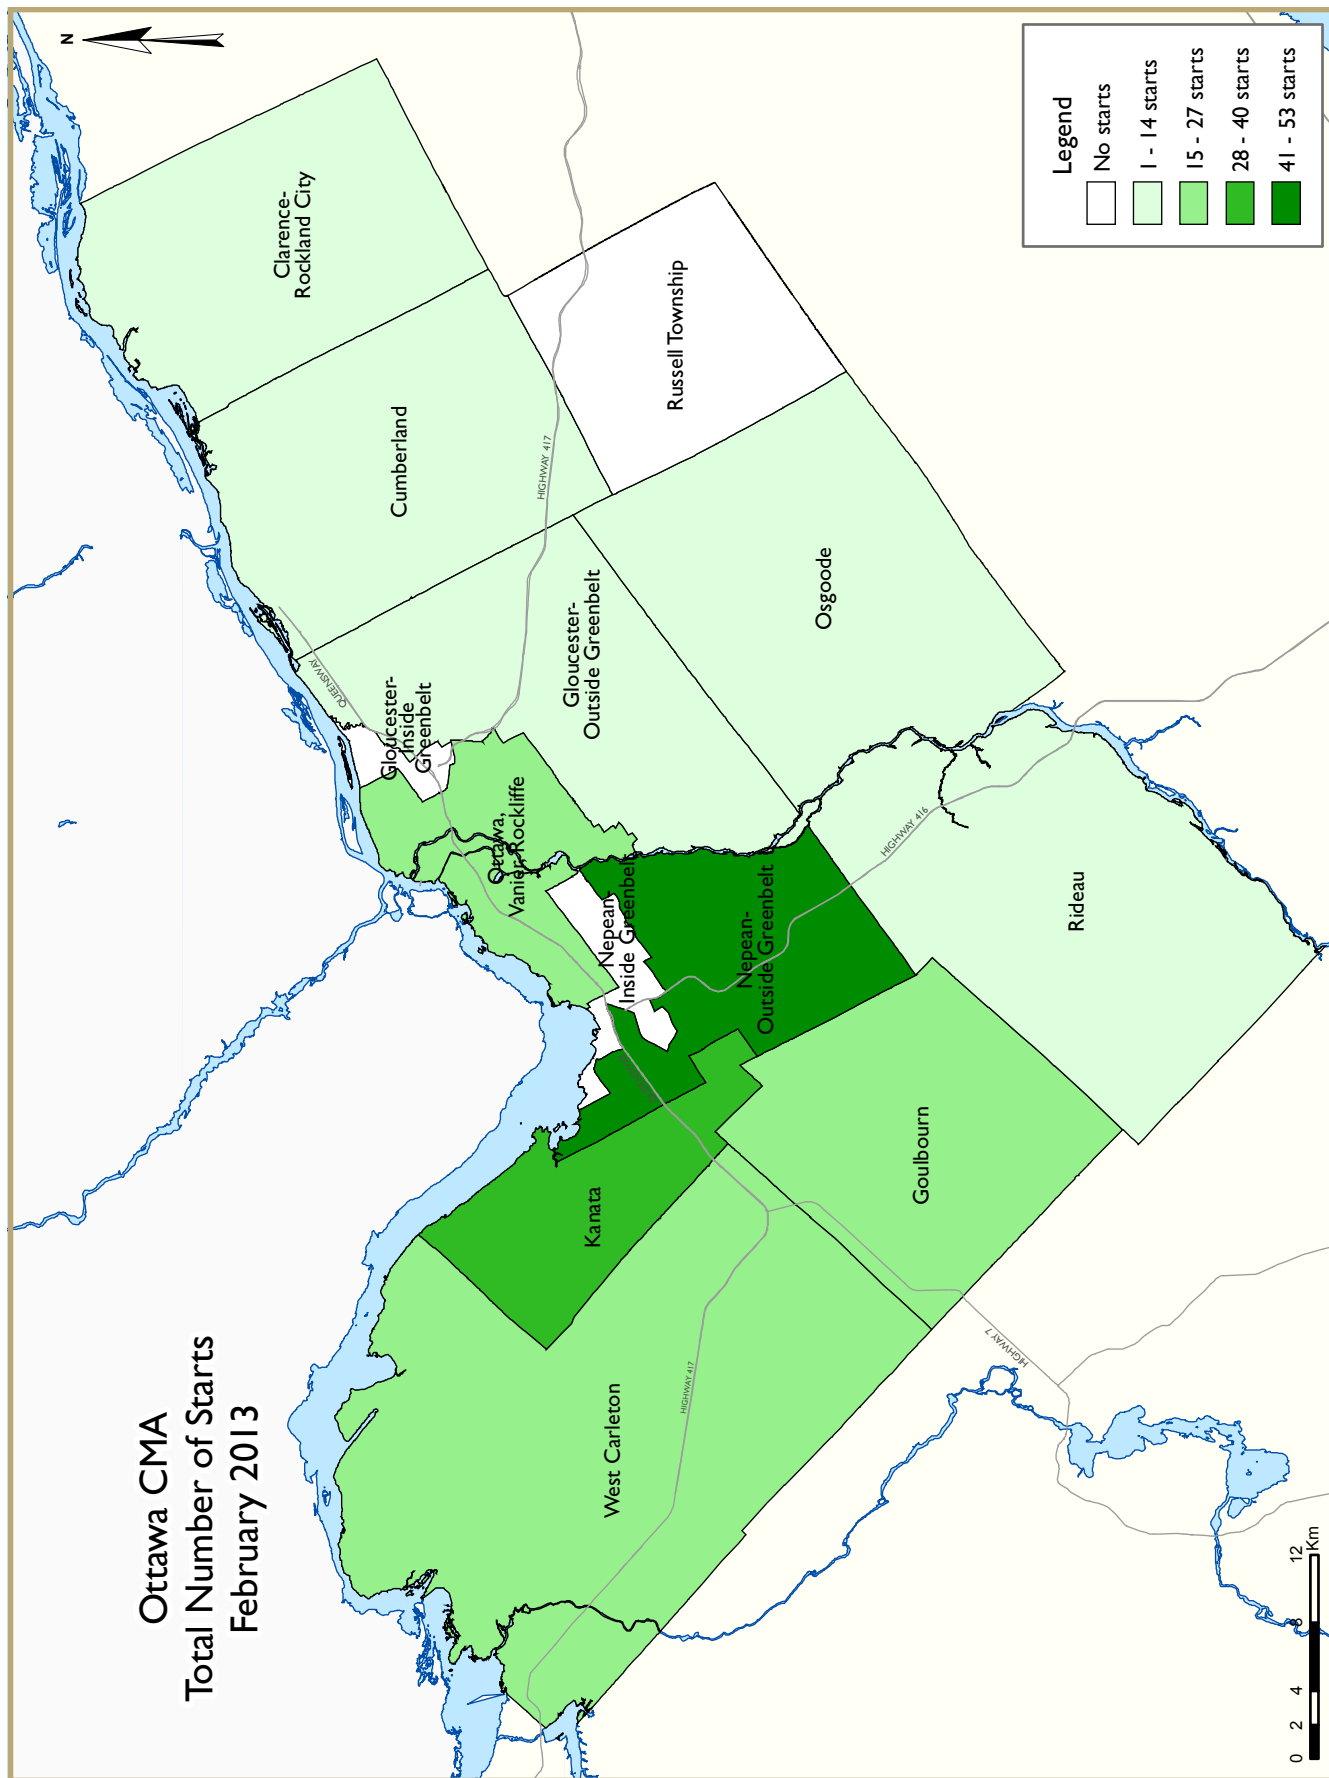 Ottawa CMA
Total Number of Starts
February 2013
N
Clarence-
Rockland City
Cumberland
Russell Township
HIGHWAY 417
QUEENSWAY
Gloucester-
Inside
Greenbelt
Gloucester-
Outside Greenbelt
Osgoode
Ottawa,
Vanier, Rockliffe
Nepean-
Inside Greenbelt
Nepean-
Outside Greenbelt
HIGHWAY 416
Rideau
Kanata
Goulbourn
West Carleton
HIGHWAY 417
HIGHWAY 7
Legend
No starts
1 - 14 starts
15 - 27 starts
28 - 40 starts
41 - 53 starts
0 2 4 8 12
Km